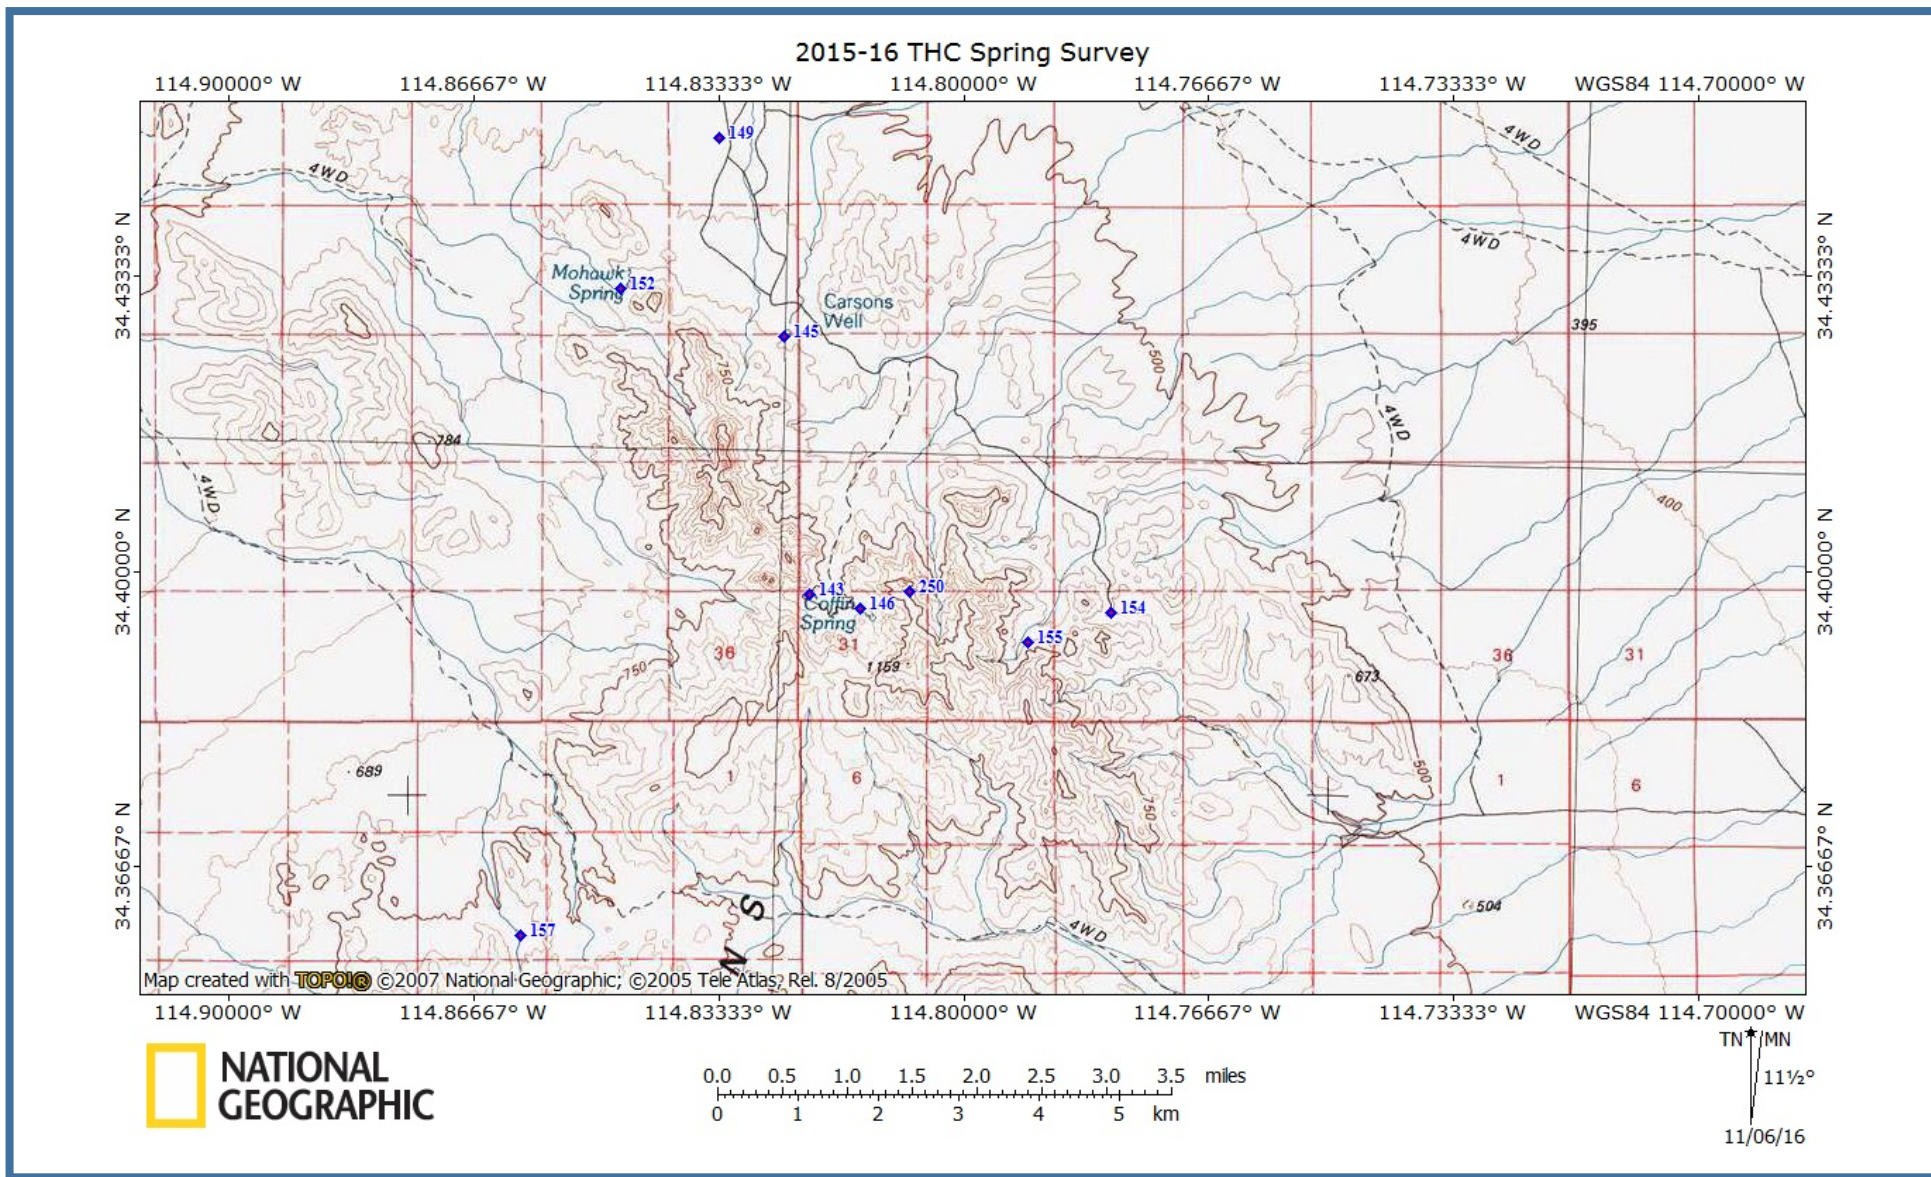 2015-16 THC Spring Survey
114.90000° W 114.86667° W 114.83333° W 114.80000° W 114.76667° W 114.73333° W WGS84 114.70000° W
149
4WD
4WD
4WD
34.43333° N
34.43333° N
Mohawk
Spring
152
Carsons
Well
145
395
500
750
4WD
784
4WD
400
34.40000° N
34.40000° N
143
250
Coffin
Spring
146
154
155
36
31
36
31
750
1159
673
689
1
6
500
1
6
750
34.36667° N
34.36667° N
S
N
504
4WD
157
Map created with TOPO!® ©2007 National Geographic; ©2005 Tele Atlas, Rel. 8/2005
114.90000° W 114.86667° W 114.83333° W 114.80000° W 114.76667° W 114.73333° W WGS84 114.70000° W
NATIONAL
GEOGRAPHIC
0.0 0.5 1.0 1.5 2.0 2.5 3.0 3.5 miles
0 1 2 3 4 5 km
TN MN
11½°
11/06/16